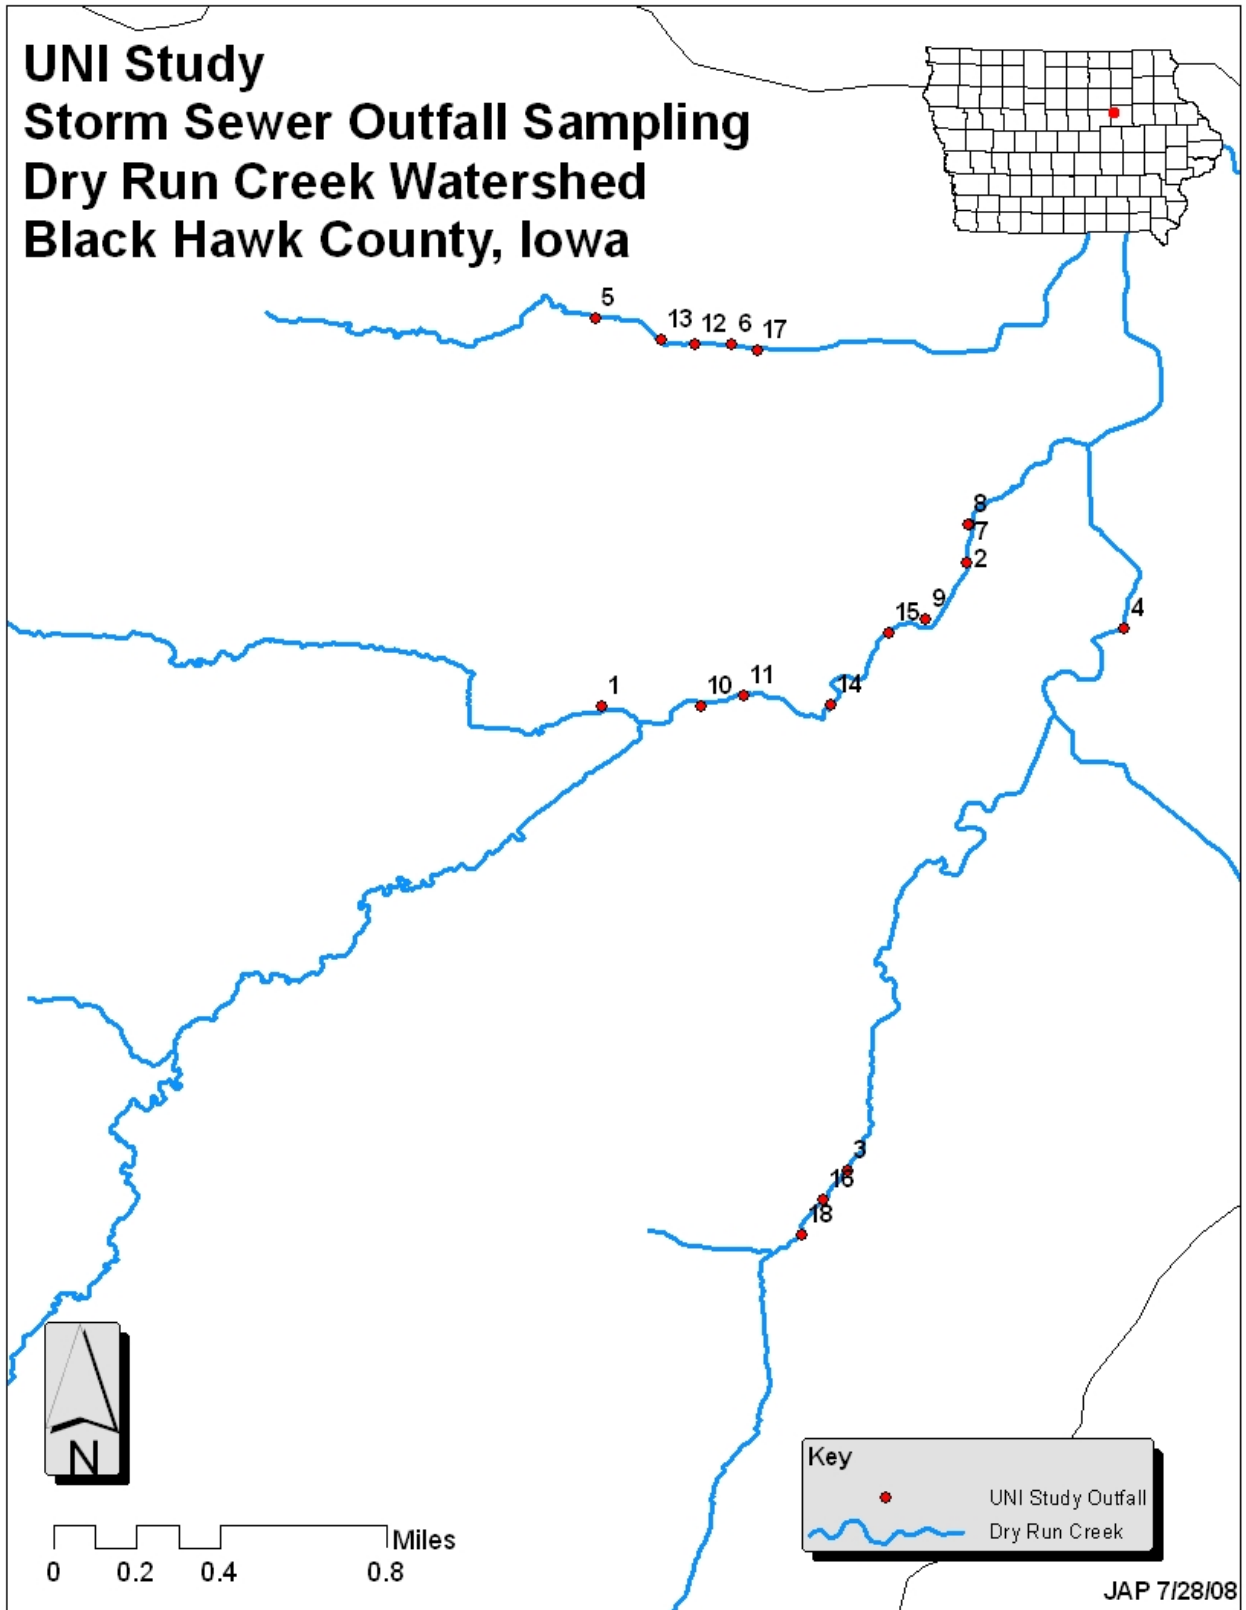 UNI Study
Storm Sewer Outfall Sampling
Dry Run Creek Watershed
Black Hawk County, Iowa
5
13 12 6 17
8
7
2
9
15
4
14
11
10
1
3
16
18
N
Key
UNI Study Outfall
Dry Run Creek
Miles
0 0.2 0.4 0.8
JAP 7/28/08